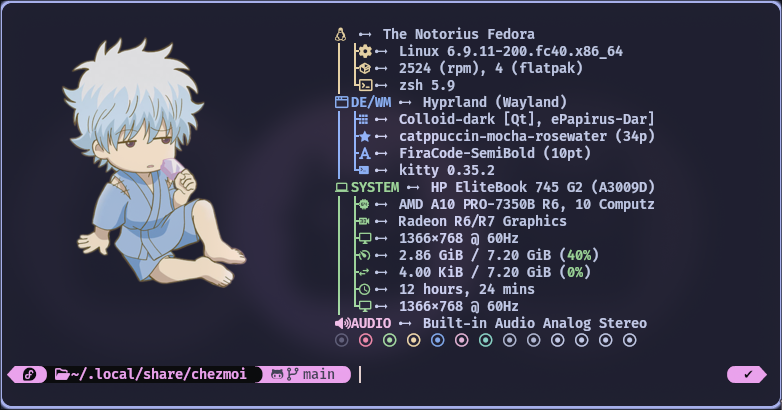 The Notorius Fedora
Linux 6.9.11-200.fc40.x86_64
2524 (rpm), 4 (flatpak)
zsh 5.9
DE/WM Hyprland (Wayland)
Colloid-dark [Qt], ePapirus-Dar]
catppuccin-mocha-rosewater (34p)
FiraCode-SemiBold (10pt)
kitty 0.35.2
SYSTEM HP EliteBook 745 G2 (A3009D)
AMD A10 PRO-7350B R6, 10 Computz
Radeon R6/R7 Graphics
1366×768 @ 60Hz
2.86 GiB / 7.20 GiB (40%)
4.00 KiB / 7.20 GiB (0%)
12 hours, 24 mins
1366×768 @ 60Hz
AUDIO Built-in Audio Analog Stereo
~/.local/share/chezmoi main ✔